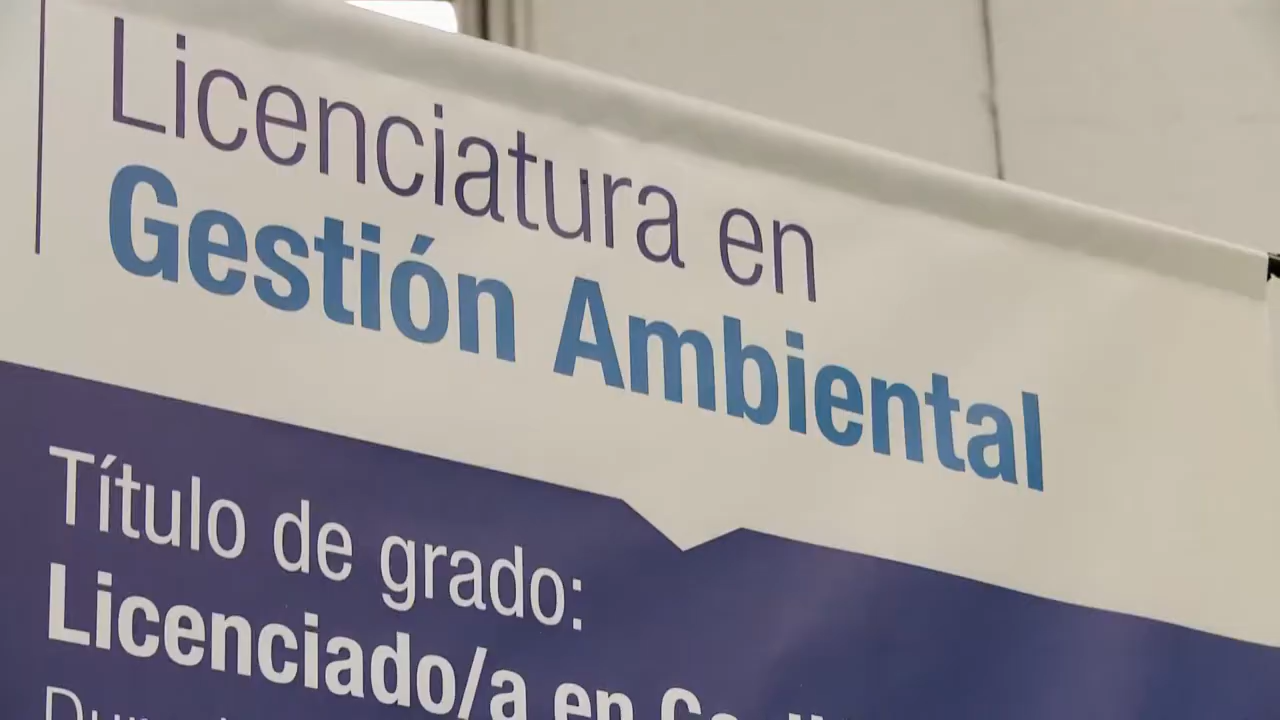 Licenciatura en
Gestión Ambiental
Título de grado:
Licenciado/a en